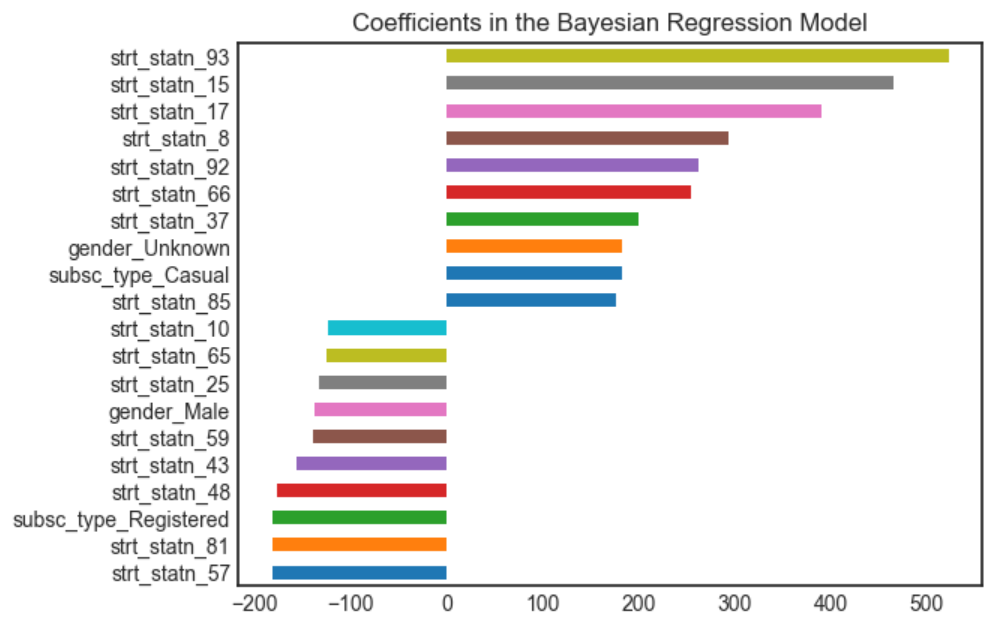 Coefficients in the Bayesian Regression Model
strt_statn_93
strt_statn_15
strt_statn_17
strt_statn_8
strt_statn_92
strt_statn_66
strt_statn_37
gender_Unknown
subsc_type_Casual
strt_statn_85
strt_statn_10
strt_statn_65
strt_statn_25
gender_Male
strt_statn_59
strt_statn_43
strt_statn_48
subsc_type_Registered
strt_statn_81
strt_statn_57
−200 −100 0 100 200 300 400 500